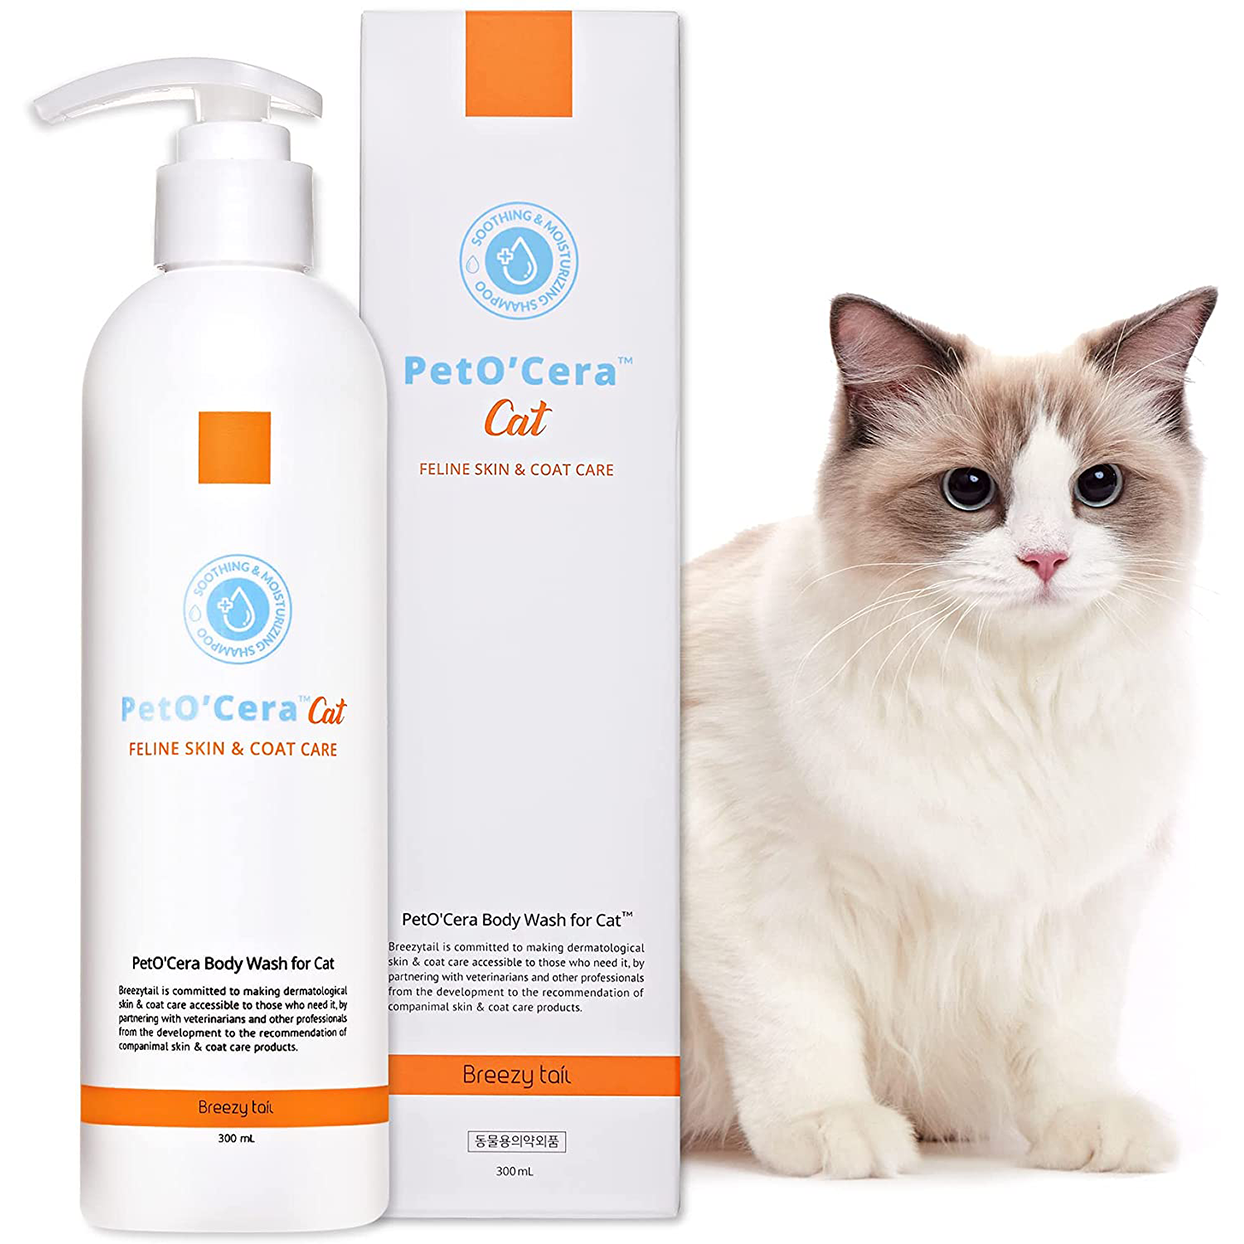 SOOTHING & MOISTURIZING SHAMPOO
PetO'Cera™ Cat
FELINE SKIN & COAT CARE
PetO'Cera Body Wash for Cat
Breezytail is committed to making dermatological
skin & coat care accessible to those who need it, by
partnering with veterinarians and other professionals
from the development to the recommendation of
companimal skin & coat care products.
Breezy tail
300 mL
SOOTHING & MOISTURIZING SHAMPOO
PetO'Cera™
Cat
FELINE SKIN & COAT CARE
PetO'Cera Body Wash for Cat™
Breezytail is committed to making dermatological
skin & coat care accessible to those who need it, by
partnering with veterinarians and other professionals
from the development to the recommendation of
companimal skin & coat care products.
Breezy tail
동물용의약외품
300 mL